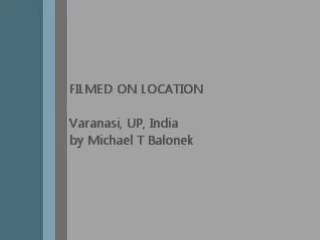 FILMED ON LOCATION
Varanasi, UP, India
by Michael T Balonek